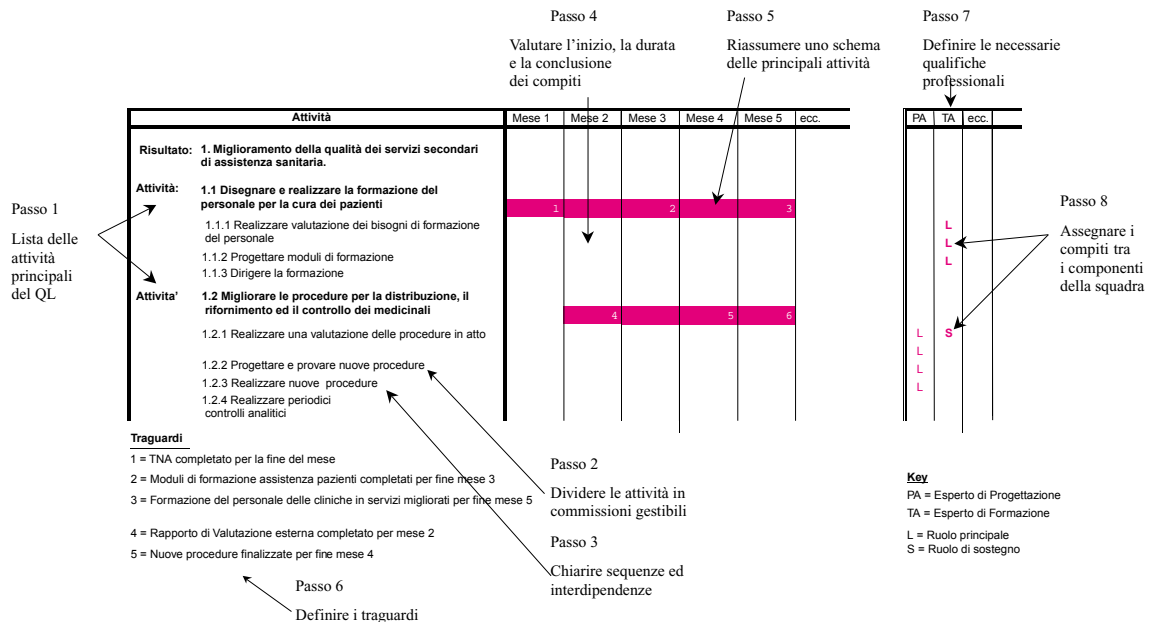 Passo 4
Valutare l'inizio, la durata
e la conclusione
dei compiti
Passo 5
Riassumere uno schema
delle principali attività
Passo 7
Definire le necessarie
qualifiche
professionali
Attività Mese 1 Mese 2 Mese 3 Mese 4 Mese 5 ecc. PA TA ecc.
Risultato: 1. Miglioramento della qualità dei servizi secondari
di assistenza sanitaria.
Attività: 1.1 Disegnare e realizzare la formazione del
personale per la cura dei pazienti
1 2 3
1.1.1 Realizzare valutazione dei bisogni di formazione
del personale
L
1.1.2 Progettare moduli di formazione
L
1.1.3 Dirigere la formazione
L
Attivita' 1.2 Migliorare le procedure per la distribuzione, il
rifornimento ed il controllo dei medicinali
4 5 6
1.2.1 Realizzare una valutazione delle procedure in atto
L S
1.2.2 Progettare e provare nuove procedure
L
1.2.3 Realizzare nuove procedure
L
1.2.4 Realizzare periodici
controlli analitici
L
Passo 1
Lista delle
attività
principali
del QL
Passo 8
Assegnare i
compiti tra
i componenti
della squadra
Traguardi
1 = TNA completato per la fine del mese
2 = Moduli di formazione assistenza pazienti completati per fine mese 3
3 = Formazione del personale delle cliniche in servizi migliorati per fine mese 5
4 = Rapporto di Valutazione esterna completato per mese 2
5 = Nuove procedure finalizzate per fine mese 4
Passo 2
Dividere le attività in
commissioni gestibili
Passo 3
Chiarire sequenze ed
interdipendenze
Passo 6
Definire i traguardi
Key
PA = Esperto di Progettazione
TA = Esperto di Formazione
L = Ruolo principale
S = Ruolo di sostegno